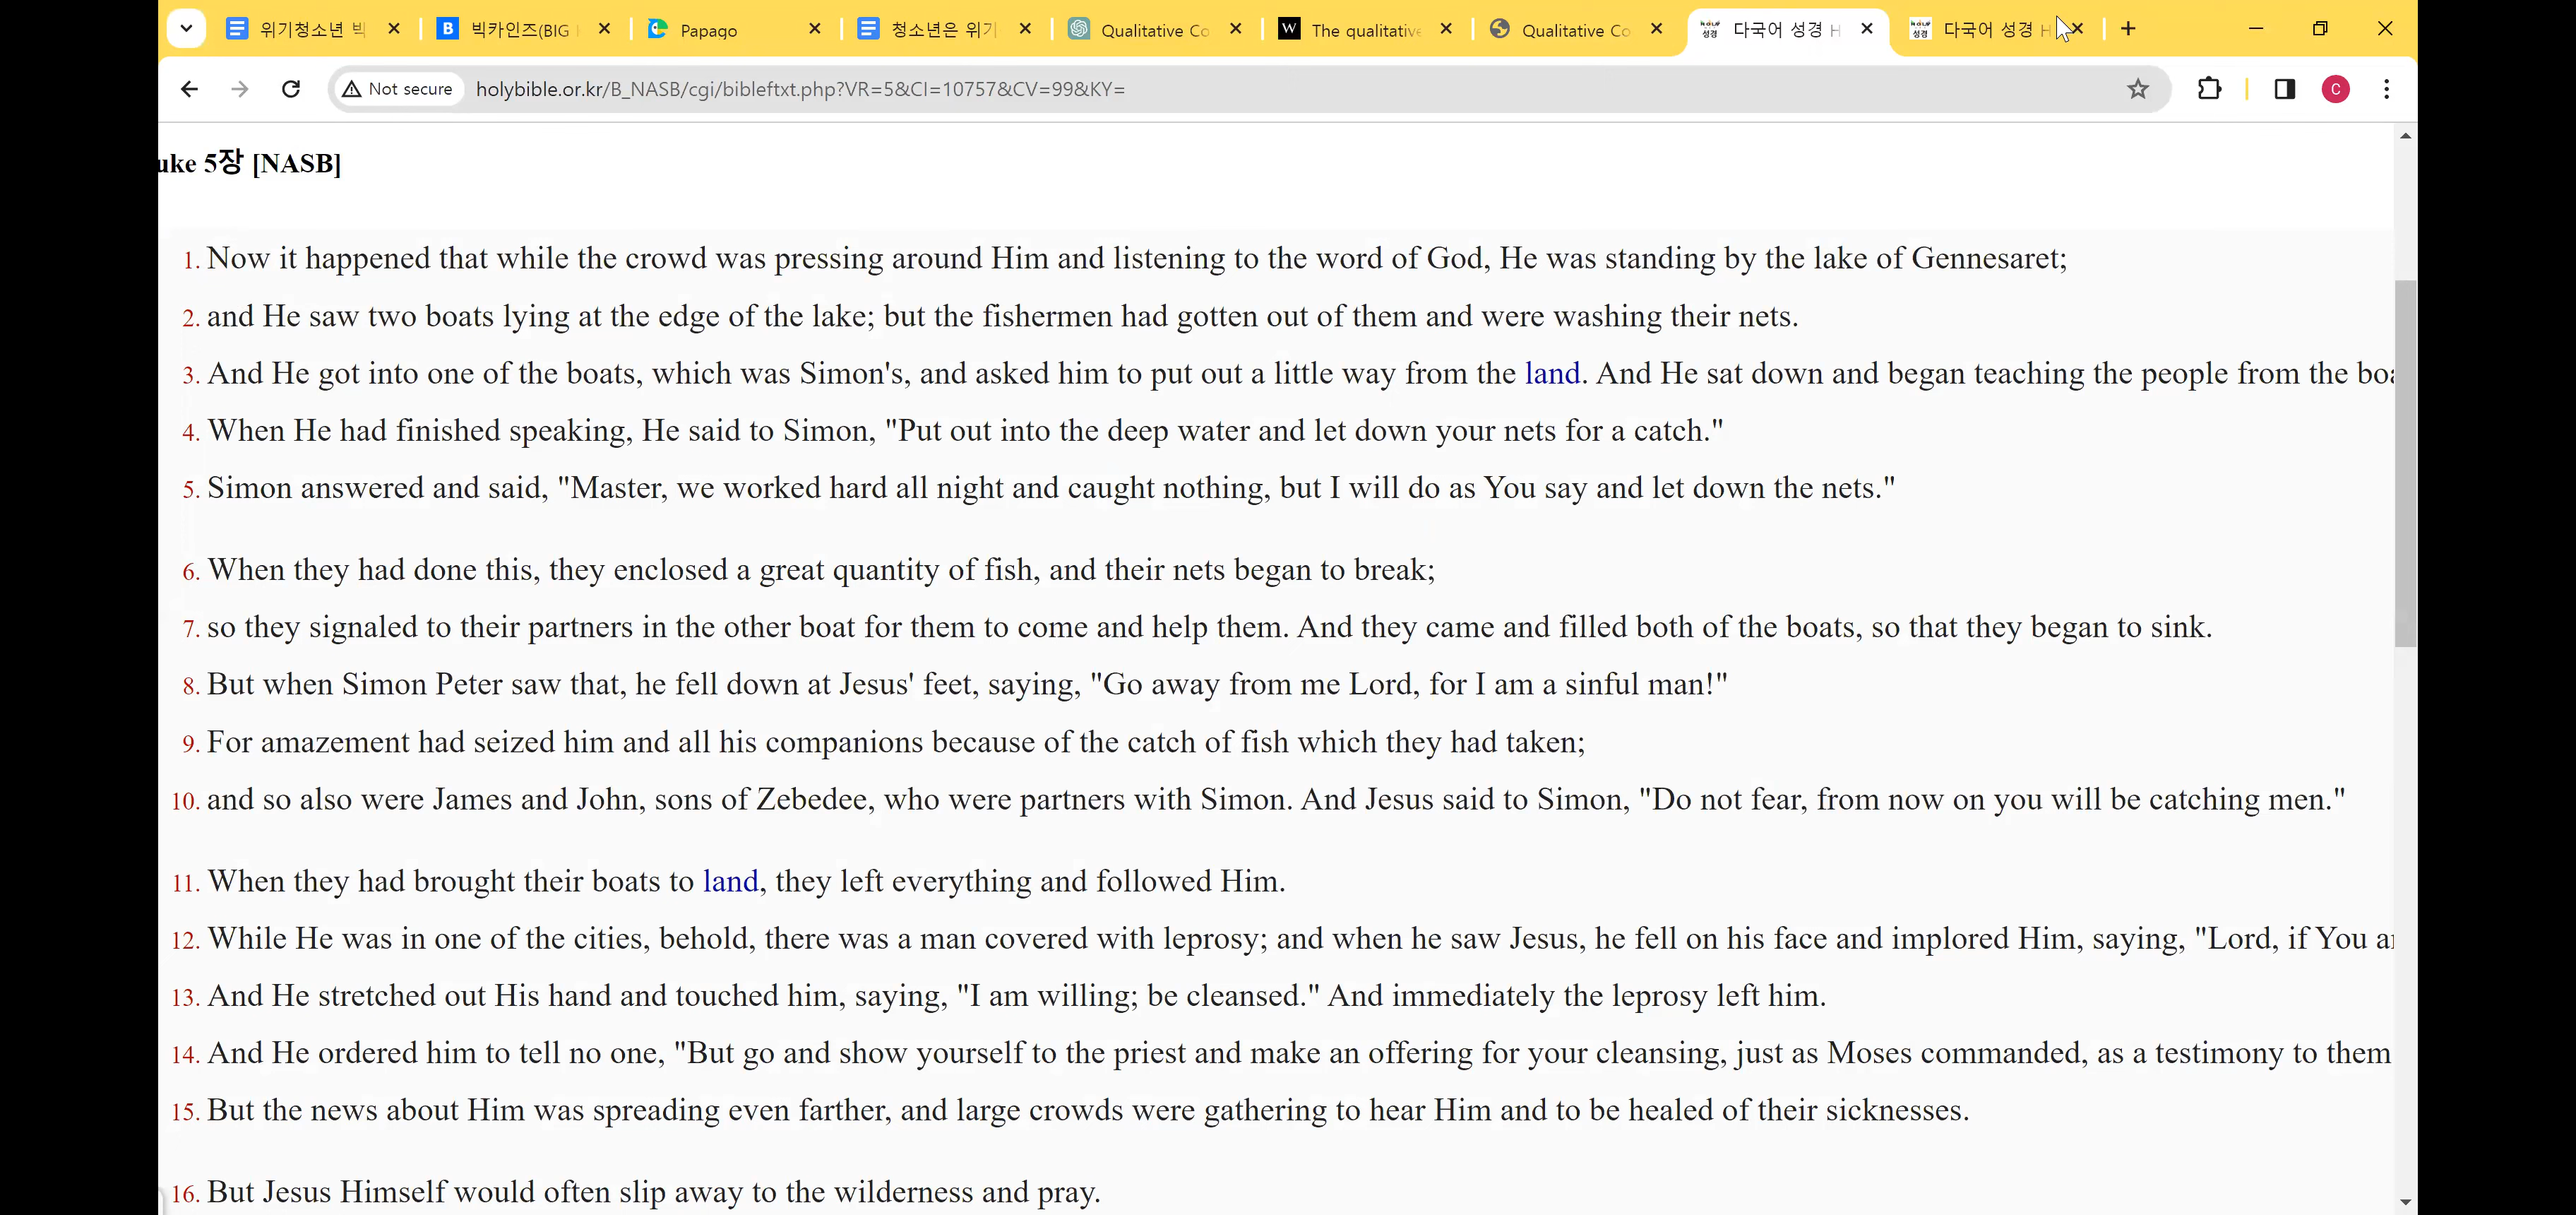 위기청소년 빅
빅카인즈(BIG
Papago
청소년은 위기
Qualitative Co
The qualitative
Qualitative Co
다국어 성경 H
다국어 성경 H
Not secure
holybible.or.kr/B_NASB/cgi/bibleftxt.php?VR=5&CI=10757&CV=99&KY=
C
uke 5장 [NASB]
1. Now it happened that while the crowd was pressing around Him and listening to the word of God, He was standing by the lake of Gennesaret;
2. and He saw two boats lying at the edge of the lake; but the fishermen had gotten out of them and were washing their nets.
3. And He got into one of the boats, which was Simon's, and asked him to put out a little way from the land. And He sat down and began teaching the people from the boa
4. When He had finished speaking, He said to Simon, "Put out into the deep water and let down your nets for a catch."
5. Simon answered and said, "Master, we worked hard all night and caught nothing, but I will do as You say and let down the nets."
6. When they had done this, they enclosed a great quantity of fish, and their nets began to break;
7. so they signaled to their partners in the other boat for them to come and help them. And they came and filled both of the boats, so that they began to sink.
8. But when Simon Peter saw that, he fell down at Jesus' feet, saying, "Go away from me Lord, for I am a sinful man!"
9. For amazement had seized him and all his companions because of the catch of fish which they had taken;
10. and so also were James and John, sons of Zebedee, who were partners with Simon. And Jesus said to Simon, "Do not fear, from now on you will be catching men."
11. When they had brought their boats to land, they left everything and followed Him.
12. While He was in one of the cities, behold, there was a man covered with leprosy; and when he saw Jesus, he fell on his face and implored Him, saying, "Lord, if You a
13. And He stretched out His hand and touched him, saying, "I am willing; be cleansed." And immediately the leprosy left him.
14. And He ordered him to tell no one, "But go and show yourself to the priest and make an offering for your cleansing, just as Moses commanded, as a testimony to them
15. But the news about Him was spreading even farther, and large crowds were gathering to hear Him and to be healed of their sicknesses.
16. But Jesus Himself would often slip away to the wilderness and pray.